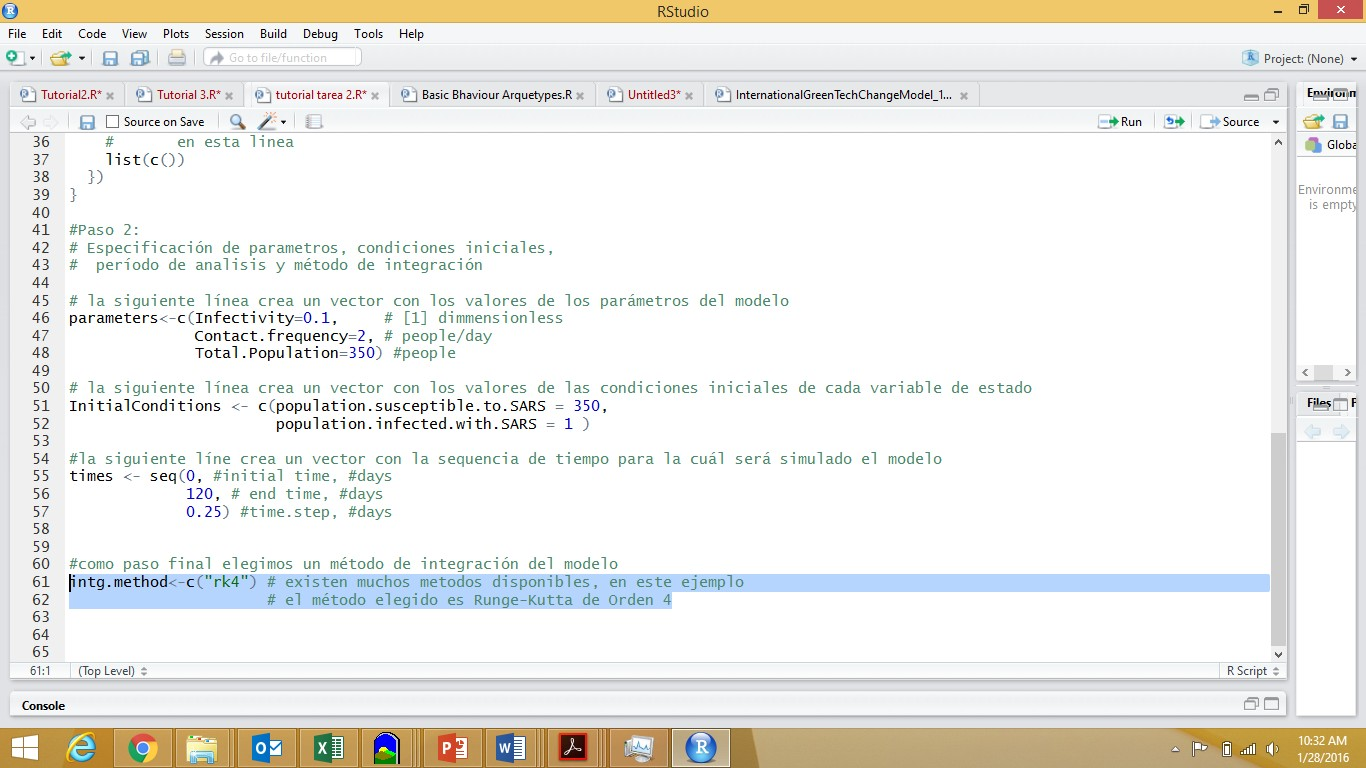 RStudio
File Edit Code View Plots Session Build Debug Tools Help
Go to file/function
Project: (None)
Tutorial2.R* Tutorial 3.R* tutorial tarea 2.R* Basic Bhaviour Arquetypes.R Untitled3* InternationalGreenTechChangeModel_1...
Source on Save Run Source
36 # en esta linea
37 list(c())
38 })
39 }
40
41 #Paso 2:
42 # Especificación de parametros, condiciones iniciales,
43 # período de analisis y método de integración
44
45 # la siguiente línea crea un vector con los valores de los parámetros del modelo
46 parameters<-c(Infectivity=0.1, # [1] dimmensionless
47 Contact.frequency=2, # people/day
48 Total.Population=350) #people
49
50 # la siguiente línea crea un vector con los valores de las condiciones iniciales de cada variable de estado
51 InitialConditions <- c(population.susceptible.to.SARS = 350,
52 population.infected.with.SARS = 1 )
53
54 #la siguiente líne crea un vector con la sequencia de tiempo para la cuál será simulado el modelo
55 times <- seq(0, #initial time, #days
56 120, # end time, #days
57 0.25) #time.step, #days
58
59
60 #como paso final elegimos un método de integración del modelo
61 intg.method<-c("rk4") # existen muchos metodos disponibles, en este ejemplo
62 # el método elegido es Runge-Kutta de Orden 4
63
64
65
61:1 (Top Level) R Script
Console
Environm
Globa
Environme
is empty
Files F
10:32 AM
1/28/2016